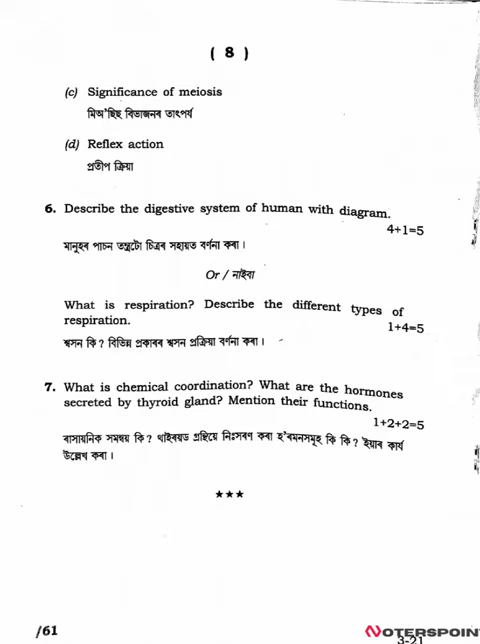 ( 8 )
(c) Significance of meiosis
মিঅ'ছিছ বিভাজনৰ তাৎপৰ্য
(d) Reflex action
প্ৰতীপ ক্ৰিয়া
6. Describe the digestive system of human with diagram.
4+1=5
মানুহৰ পাচন তন্ত্ৰটো চিত্ৰৰ সহায়ত বৰ্ণনা কৰা ।
Or / নাইবা
What is respiration? Describe the different types of
respiration. 1+4=5
শ্বসন কি ? বিভিন্ন প্ৰকাৰৰ শ্বসন প্ৰক্ৰিয়া বৰ্ণনা কৰা ।
7. What is chemical coordination? What are the hormones
secreted by thyroid gland? Mention their functions.
1+2+2=5
ৰাসায়নিক সমন্বয় কি ? থাইৰয়ড গ্ৰন্থিয়ে নিঃসৰণ কৰা হ'ৰমনসমূহ কি কি ? ইয়াৰ কাৰ্য
উল্লেখ কৰা ।
★★★
/61
NOTERSPOIN
3-21